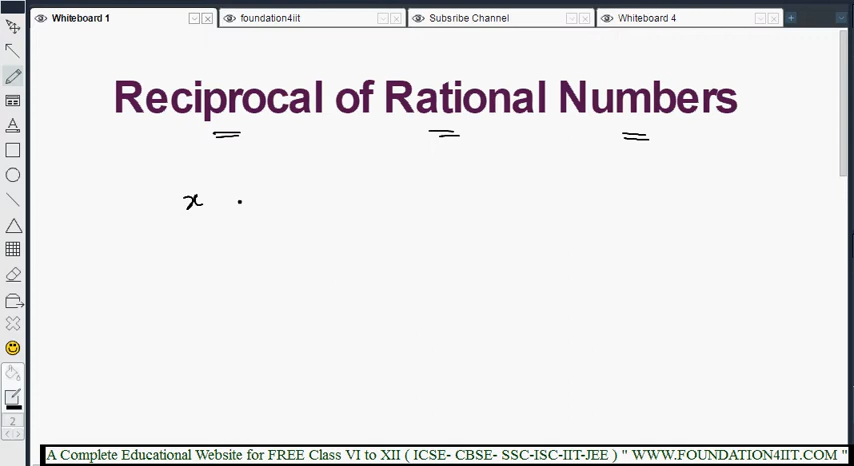 Whiteboard 1 foundation4iit Subsribe Channel Whiteboard 4
Reciprocal of Rational Numbers
x .
2
A Complete Educational Website for FREE Class VI to XII ( ICSE- CBSE- SSC-ISC-IIT-JEE ) " WWW.FOUNDATION4IIT.COM "